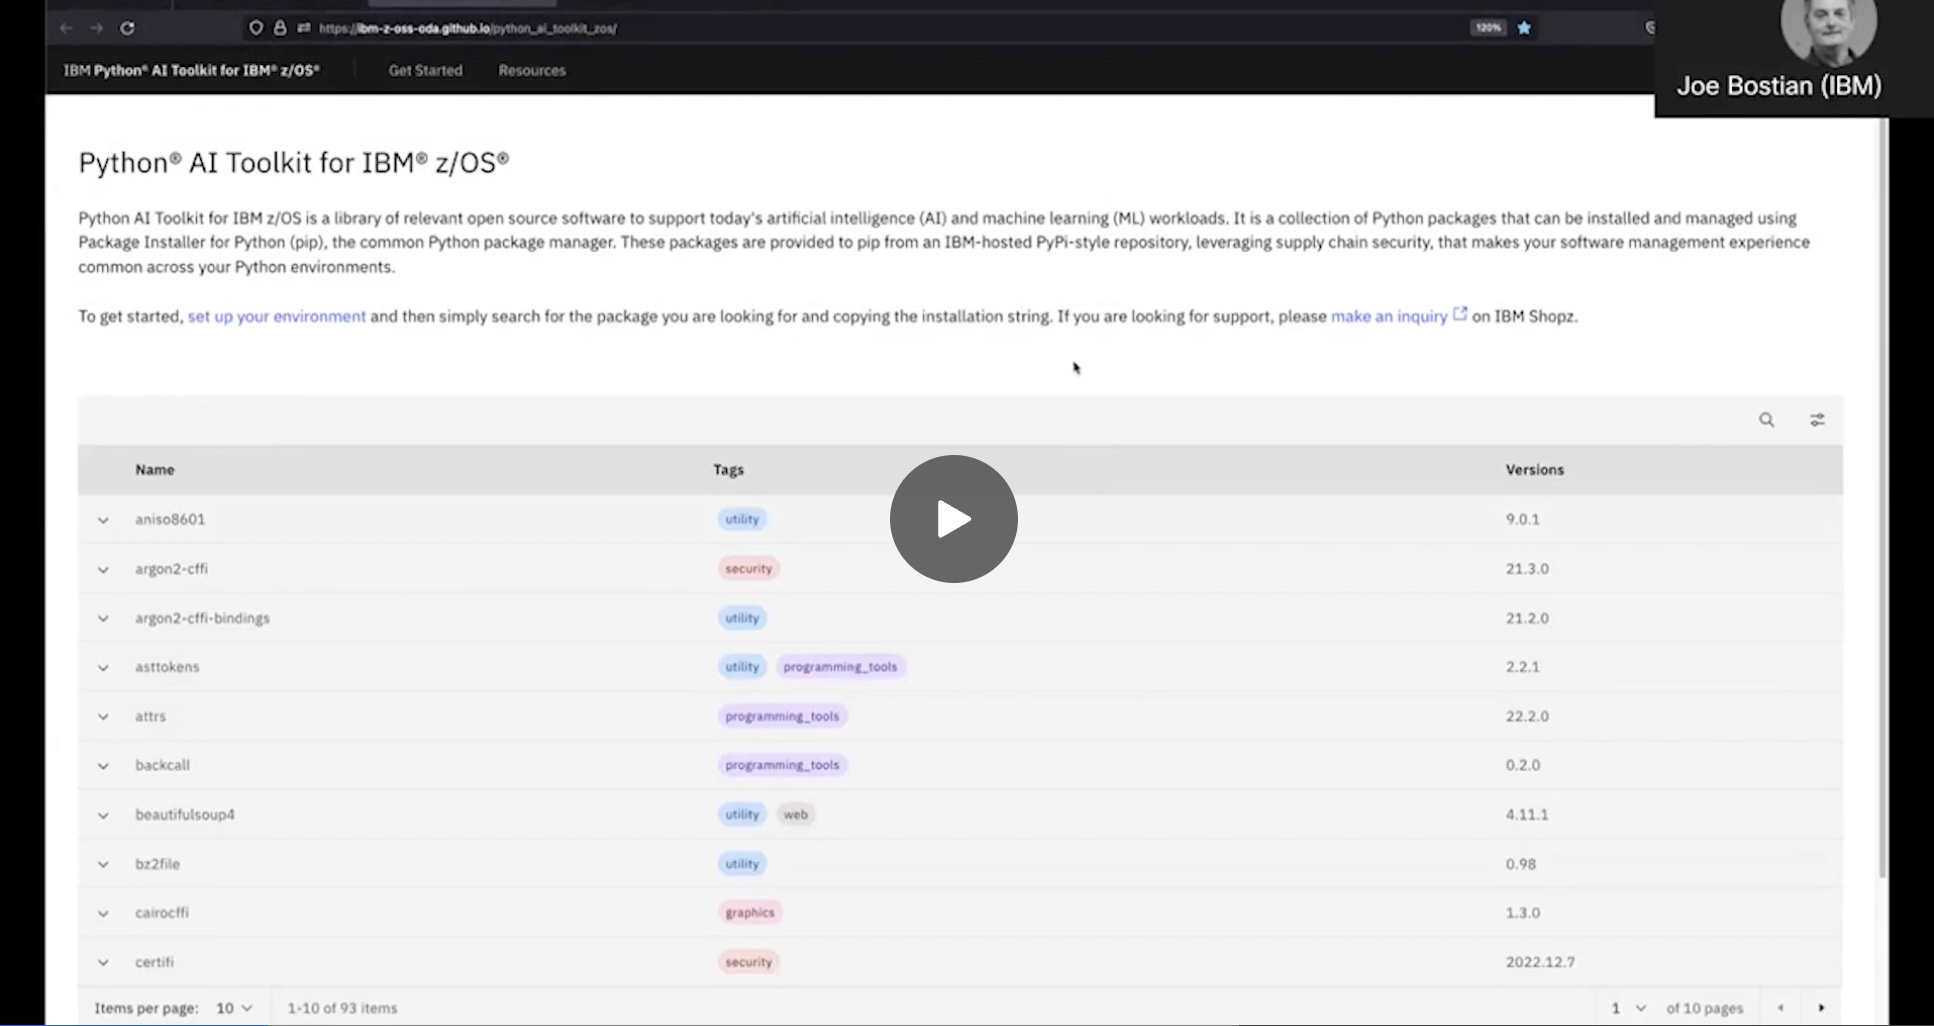 https://ibm-z-oss-oda.github.io/python_ai_toolkit_zos/
120%
IBM Python® AI Toolkit for IBM® z/OS®
Get Started
Resources
Joe Bostian (IBM)
Python® AI Toolkit for IBM® z/OS®
Python AI Toolkit for IBM z/OS is a library of relevant open source software to support today's artificial intelligence (AI) and machine learning (ML) workloads. It is a collection of Python packages that can be installed and managed using
Package Installer for Python (pip), the common Python package manager. These packages are provided to pip from an IBM-hosted PyPi-style repository, leveraging supply chain security, that makes your software management experience
common across your Python environments.
To get started, set up your environment and then simply search for the package you are looking for and copying the installation string. If you are looking for support, please make an inquiry on IBM Shopz.
Name Tags Versions
aniso8601 utility 9.0.1
argon2-cffi security 21.3.0
argon2-cffi-bindings utility 21.2.0
asttokens utility programming_tools 2.2.1
attrs programming_tools 22.2.0
backcall programming_tools 0.2.0
beautifulsoup4 utility web 4.11.1
bz2file utility 0.98
cairocffi graphics 1.3.0
certifi security 2022.12.7
Items per page: 10 1-10 of 93 items 1 of 10 pages